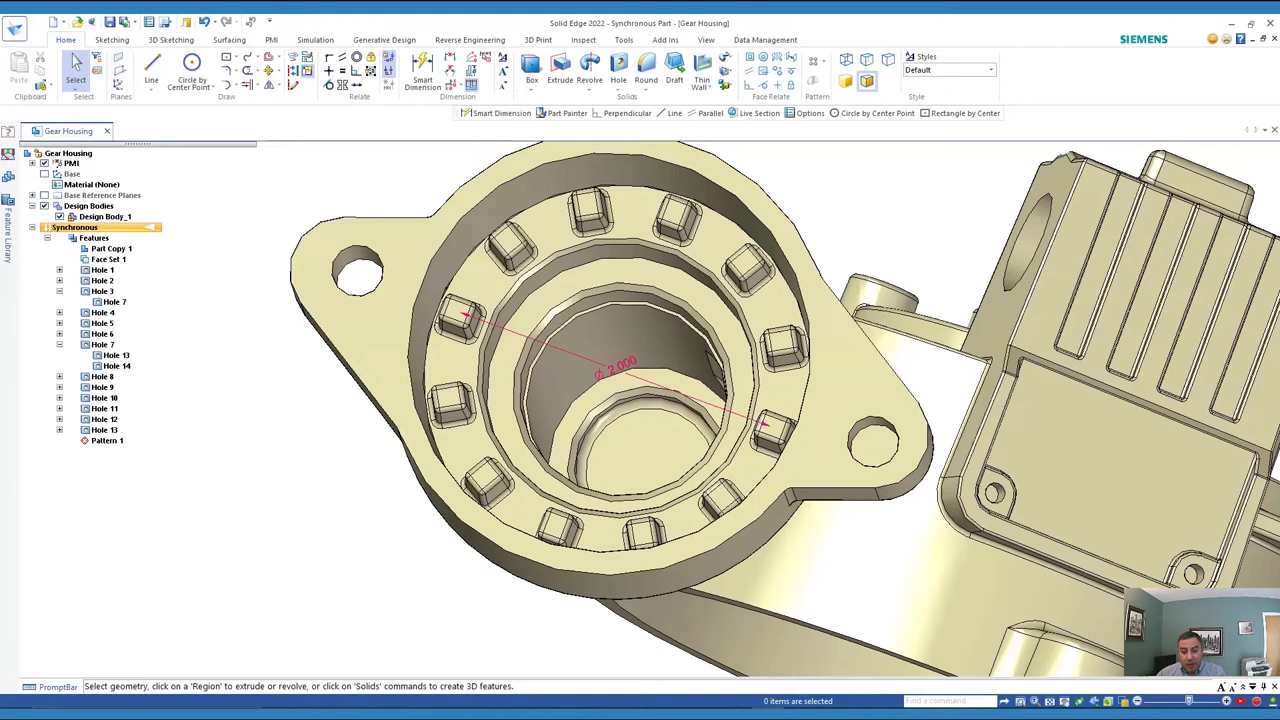 Solid Edge 2022 - Synchronous Part - [Gear Housing]
Home
Sketching
3D Sketching
Surfacing
PMI
Simulation
Generative Design
Reverse Engineering
3D Print
Inspect
Tools
Add Ins
View
Data Management
SIEMENS
Paste
Select
Line
Circle by
Center Point
Smart
Dimension
Box
Extrude
Revolve
Hole
Round
Draft
Thin
Wall
Styles
Default
Clipboard
Select
Planes
Draw
Relate
Dimension
Solids
Face Relate
Pattern
Style
Smart Dimension
Part Painter
Perpendicular
Line
Parallel
Live Section
Options
Circle by Center Point
Rectangle by Center
Gear Housing
Feature Library
Gear Housing
PMI
Base
Material (None)
Base Reference Planes
Design Bodies
Design Body_1
Synchronous
Features
Part Copy 1
Face Set 1
Hole 1
Hole 2
Hole 3
Hole 7
Hole 4
Hole 5
Hole 6
Hole 7
Hole 13
Hole 14
Hole 8
Hole 9
Hole 10
Hole 11
Hole 12
Hole 13
Pattern 1
∅ 2.000
PromptBar
Select geometry, click on a 'Region' to extrude or revolve, or click on 'Solids' commands to create 3D features.
0 items are selected
Find a command